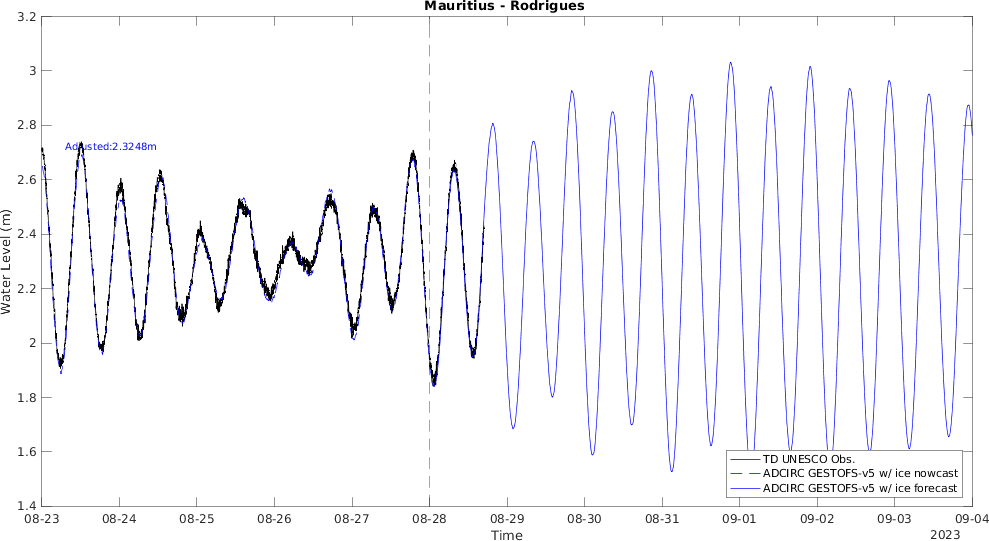 Mauritius - Rodrigues
3.2
3
2.8
2.6
2.4
2.2
2
1.8
1.6
1.4
Water Level (m)
Adjusted:2.3248m
TD UNESCO Obs.
ADCIRC GESTOFS-v5 w/ ice nowcast
ADCIRC GESTOFS-v5 w/ ice forecast
08-23 08-24 08-25 08-26 08-27 08-28 08-29 08-30 08-31 09-01 09-02 09-03 09-04
Time
2023